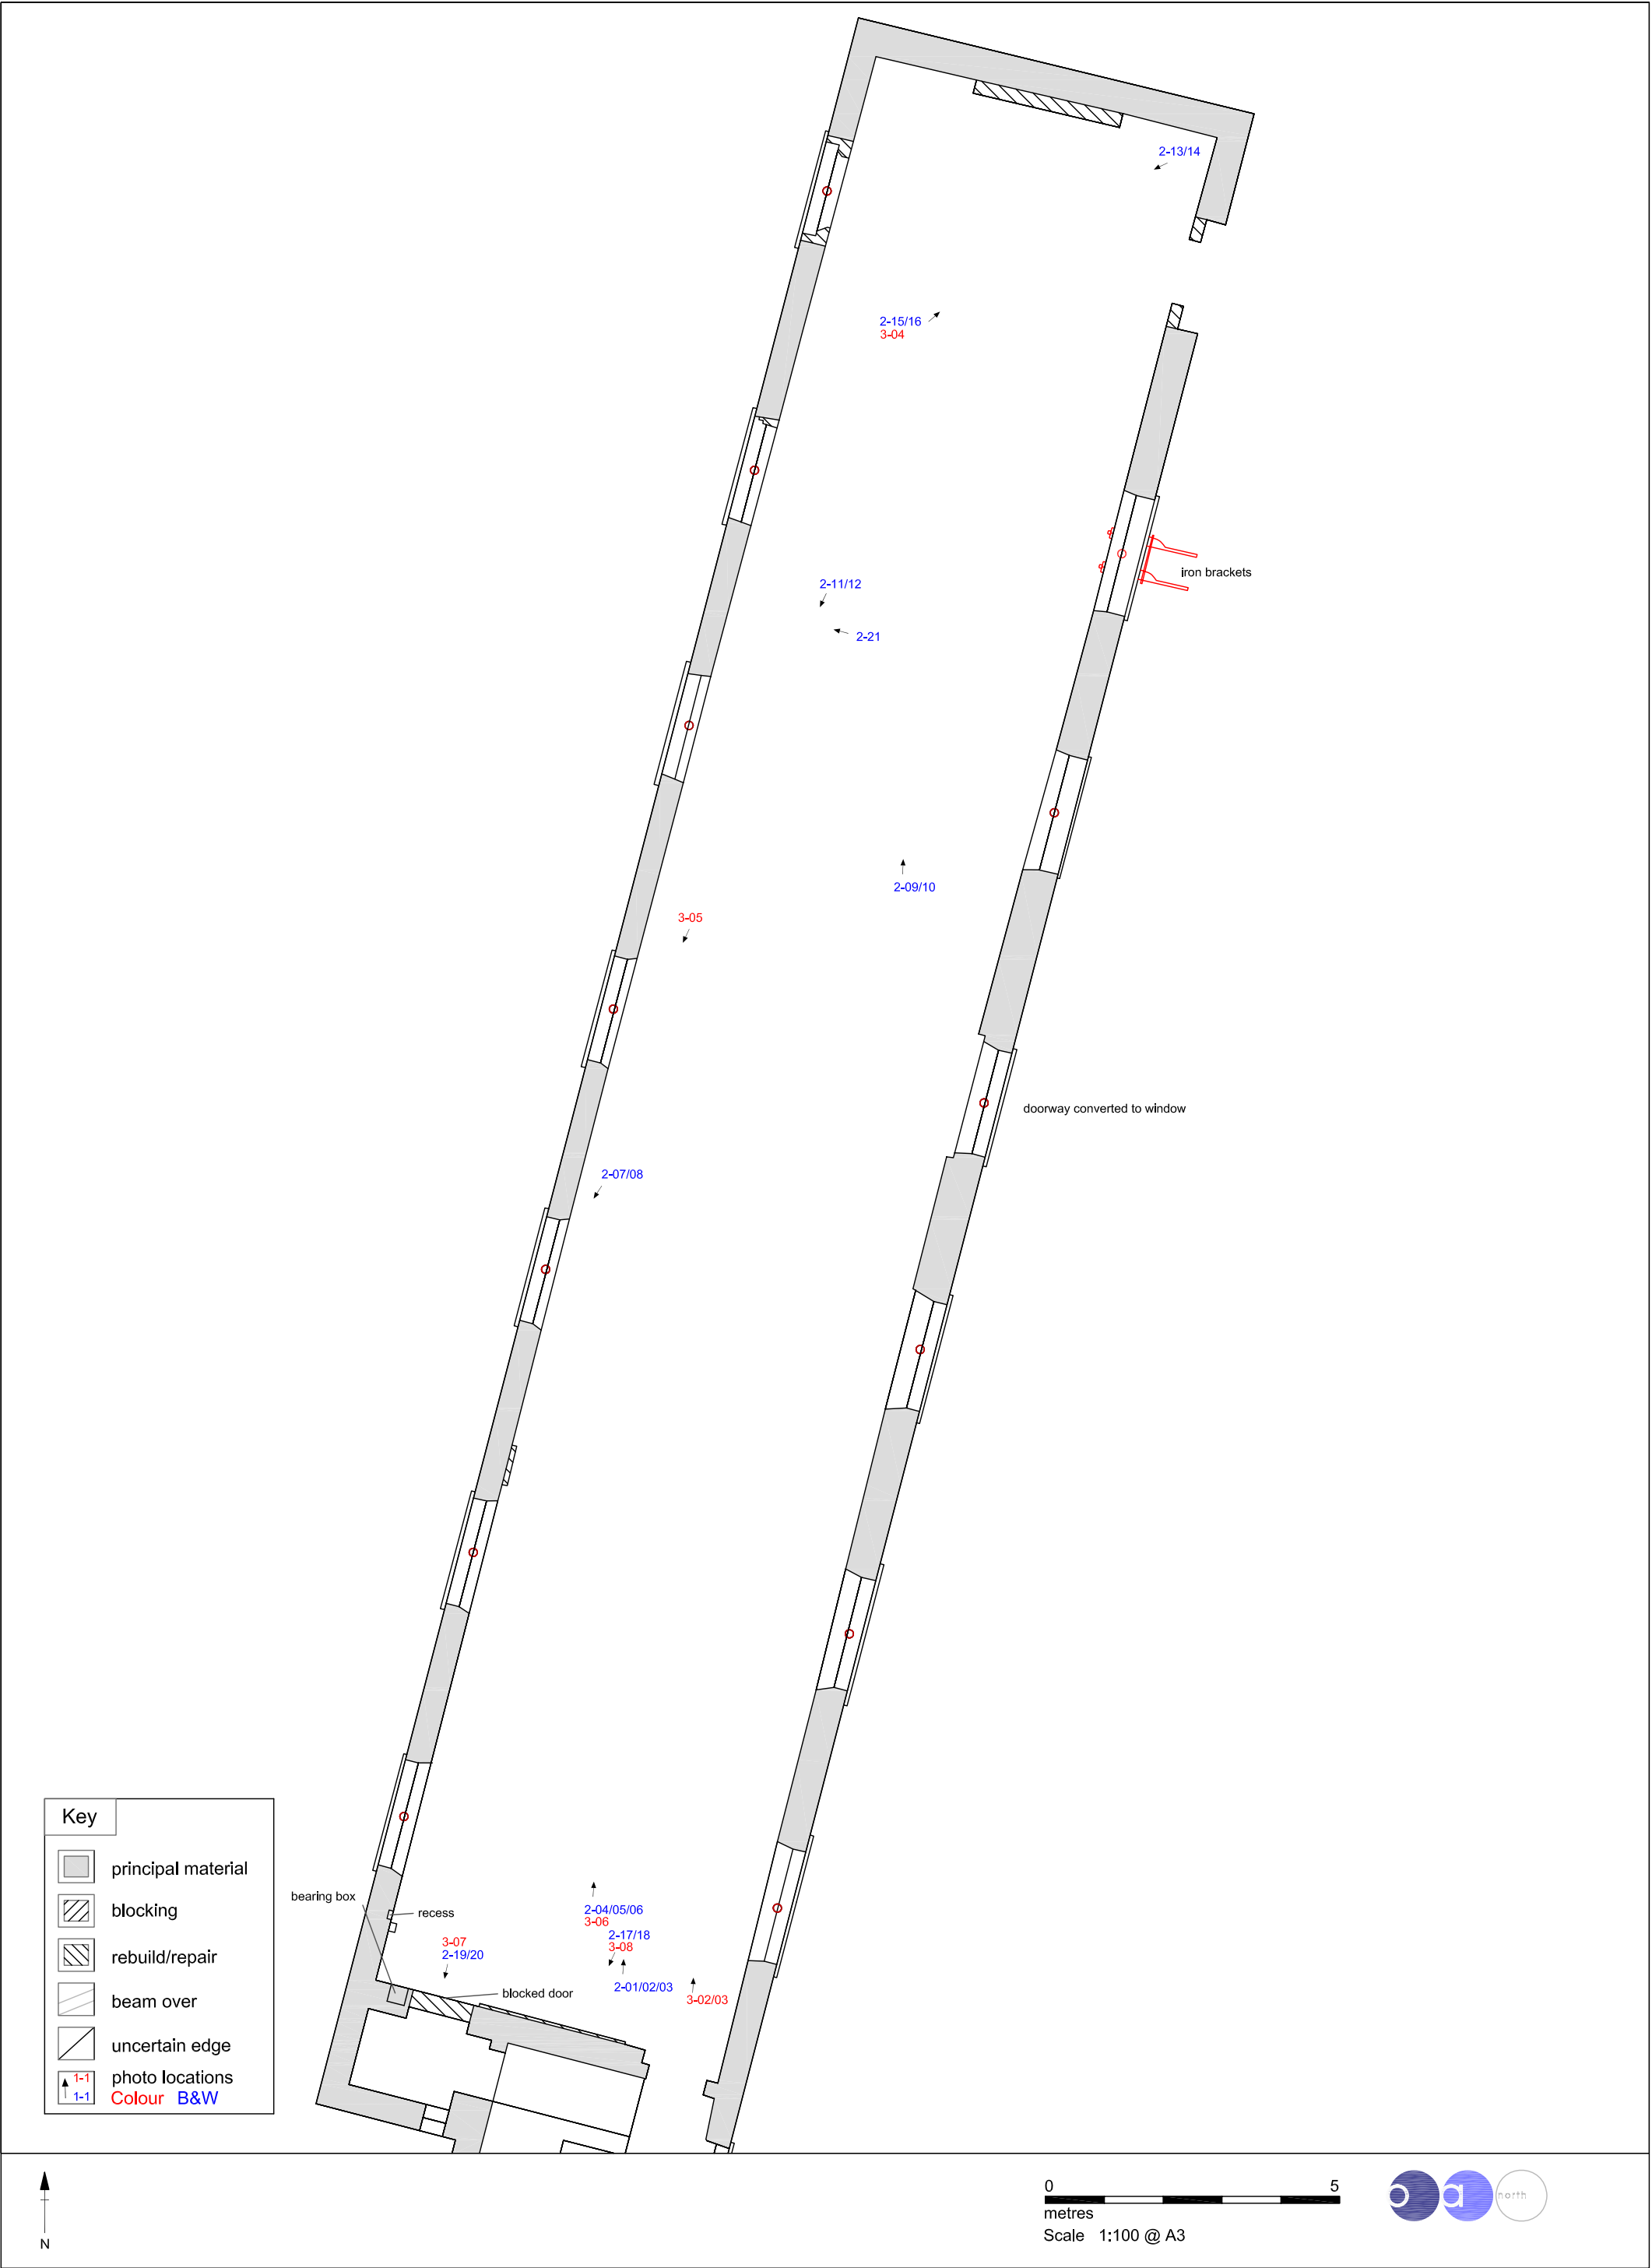 2-13/14
2-15/16
3-04
iron brackets
2-11/12
2-21
2-09/10
3-05
doorway converted to window
2-07/08
Key
principal material
blocking
rebuild/repair
beam over
uncertain edge
1-1
1-1
photo locations
Colour B&W
bearing box
recess
2-04/05/06
3-06
2-17/18
3-08
3-07
2-19/20
2-01/02/03
3-02/03
blocked door
N
0 5
metres
Scale 1:100 @ A3
oa north